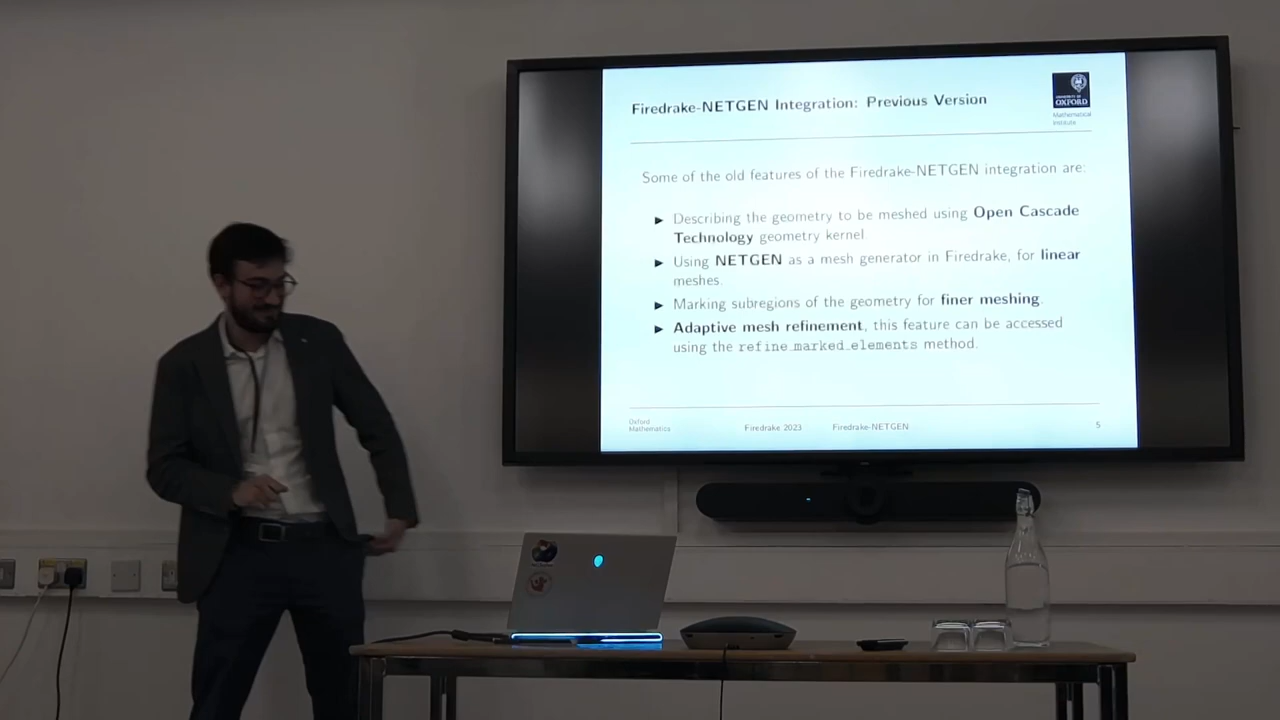 Firedrake-NETGEN Integration: Previous Version
UNIVERSITY OF
OXFORD
Mathematical
Institute
Some of the old features of the Firedrake-NETGEN integration are:
► Describing the geometry to be meshed using Open Cascade
Technology geometry kernel
► Using NETGEN as a mesh generator in Firedrake, for linear
meshes.
► Marking subregions of the geometry for finer meshing.
► Adaptive mesh refinement, this feature can be accessed
using the refine_marked_elements method.
Oxford
Mathematics
Firedrake 2023
Firedrake-NETGEN
5